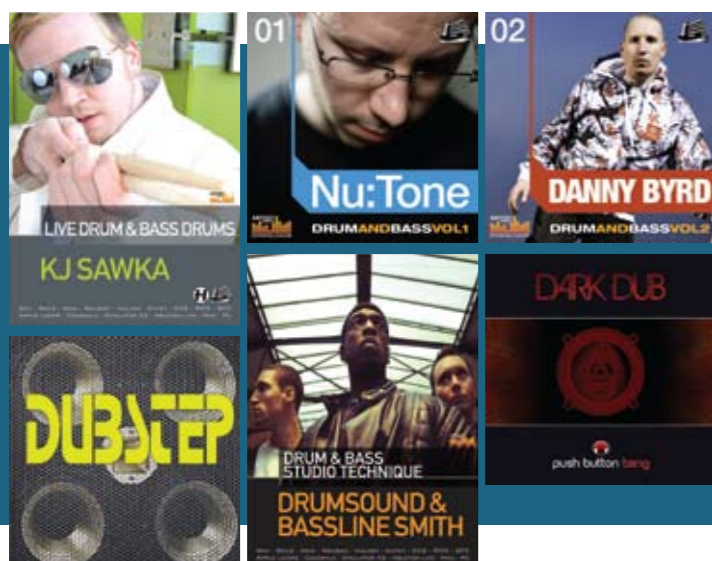 LIVE DRUM & BASS DRUMS
KJ SAWKA
01
Nu:Tone
DRUMANDBASSVOL1
02
DANNY BYRD
DRUMANDBASSVOL2
DUBSTEP
DRUM & BASS
STUDIO TECHNIQUE
DRUMSOUND &
BASSLINE SMITH
DARK DUB
push button bang